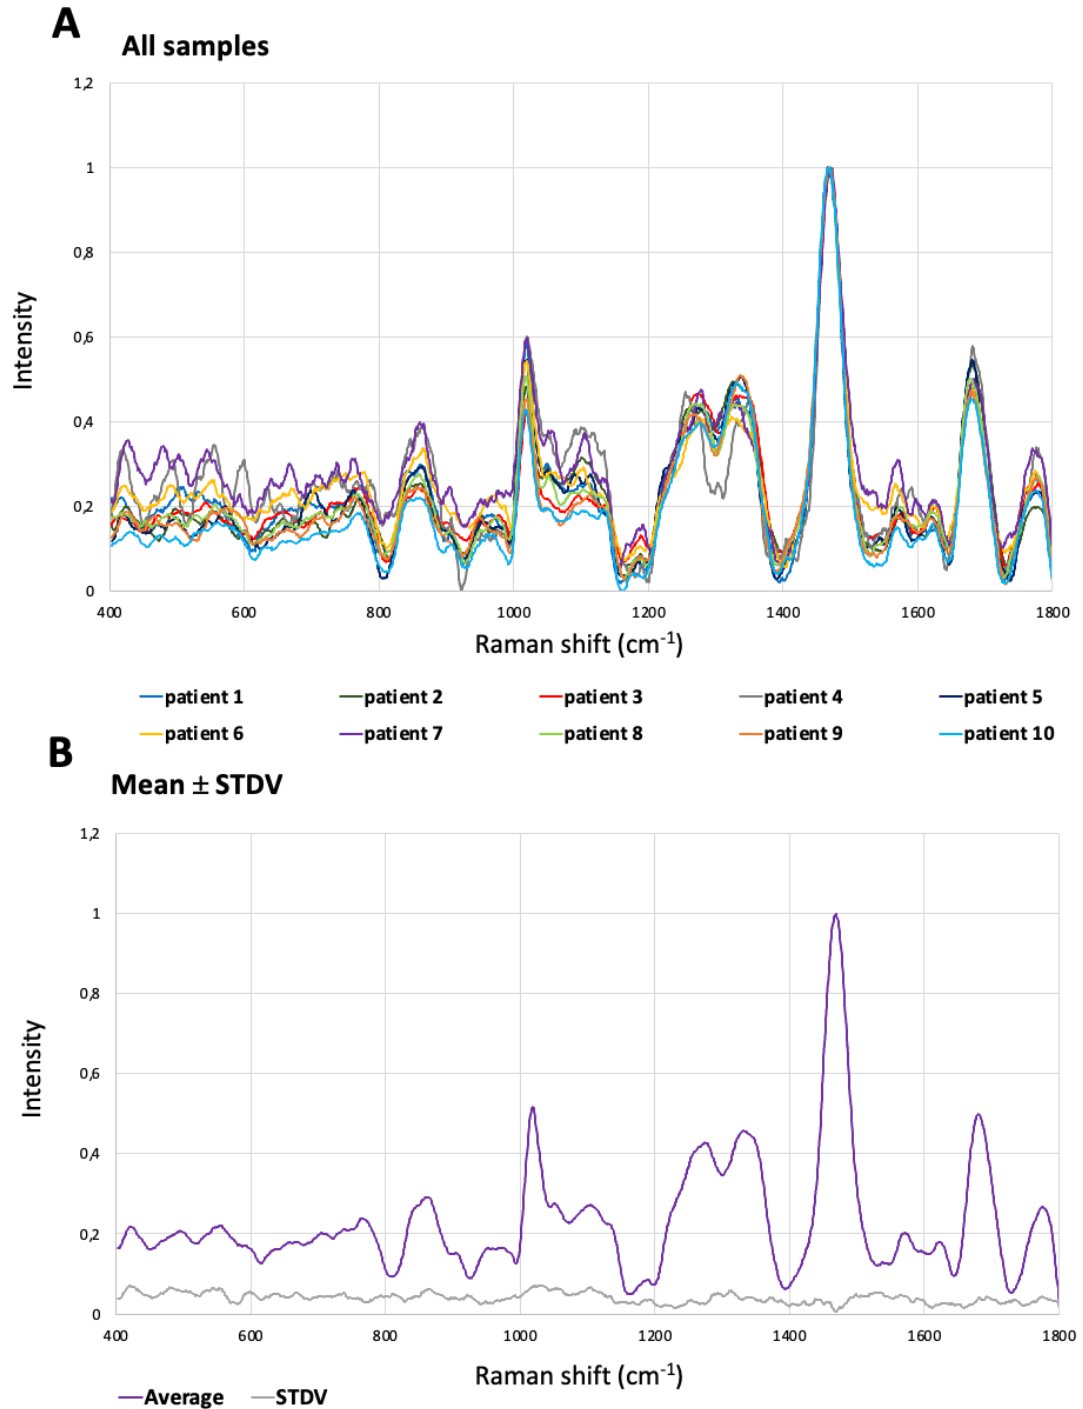 A
All samples
1,2
1
0,8
0,6
0,4
0,2
0
Intensity
400 600 800 1000 1200 1400 1600 1800
Raman shift (cm⁻¹)
patient 1 patient 2 patient 3 patient 4 patient 5
patient 6 patient 7 patient 8 patient 9 patient 10
B
Mean ± STDV
1,2
1
0,8
0,6
0,4
0,2
0
Intensity
400 600 800 1000 1200 1400 1600 1800
Raman shift (cm⁻¹)
Average STDV